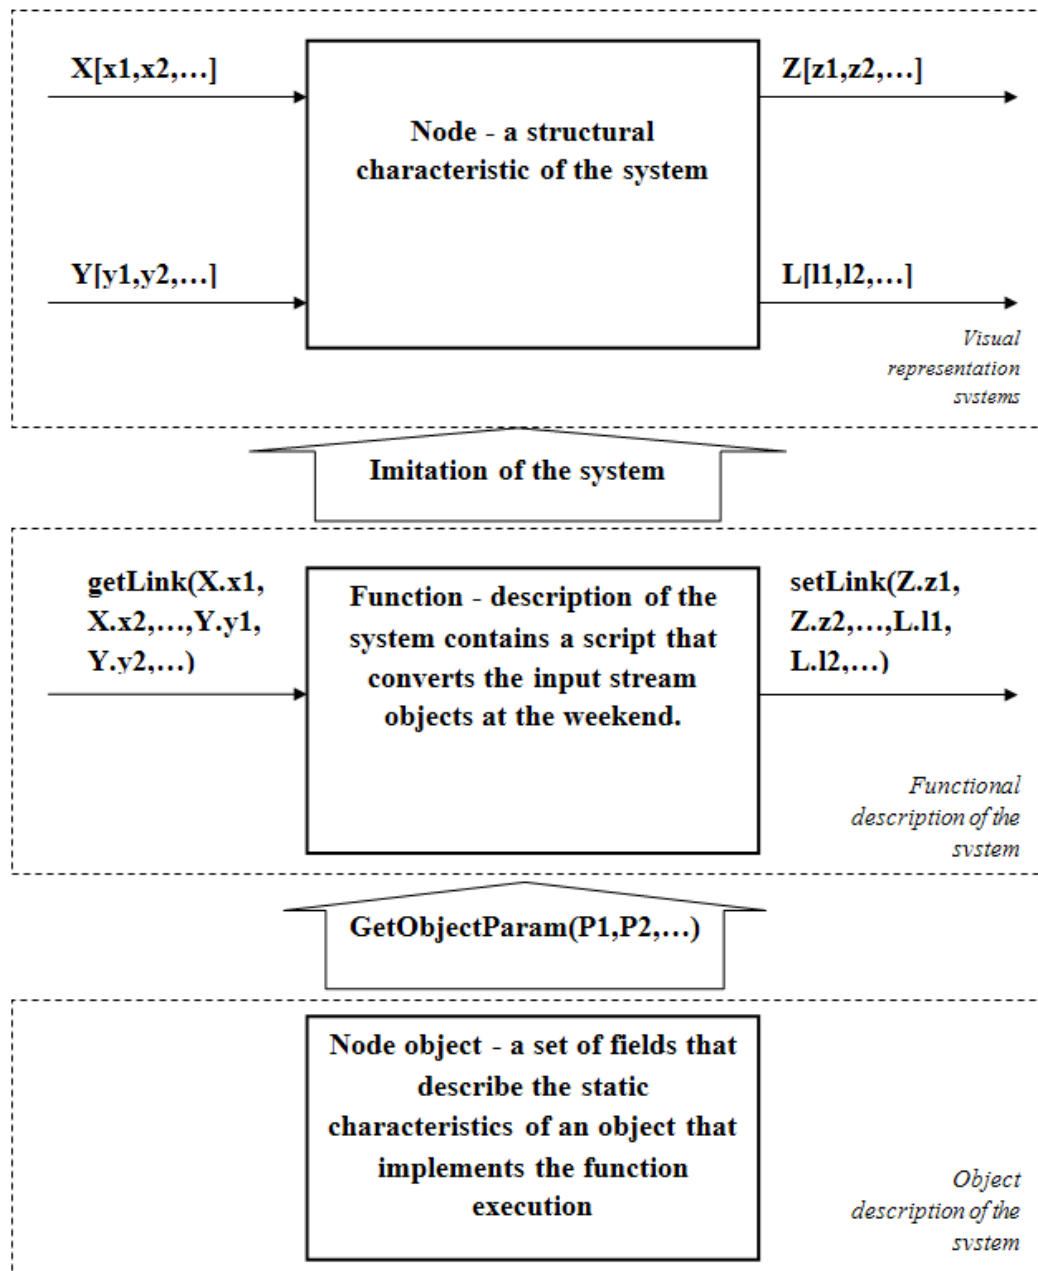 X[x1,x2,…]
Z[z1,z2,…]
Node - a structural
characteristic of the system
Y[y1,y2,…]
L[l1,l2,…]
Visual
representation
systems
Imitation of the system
getLink(X.x1,
X.x2,…,Y.y1,
Y.y2,…)
Function - description of the
system contains a script that
converts the input stream
objects at the weekend.
setLink(Z.z1,
Z.z2,…,L.l1,
L.l2,…)
Functional
description of the
system
GetObjectParam(P1,P2,…)
Node object - a set of fields that
describe the static
characteristics of an object that
implements the function
execution
Object
description of the
system